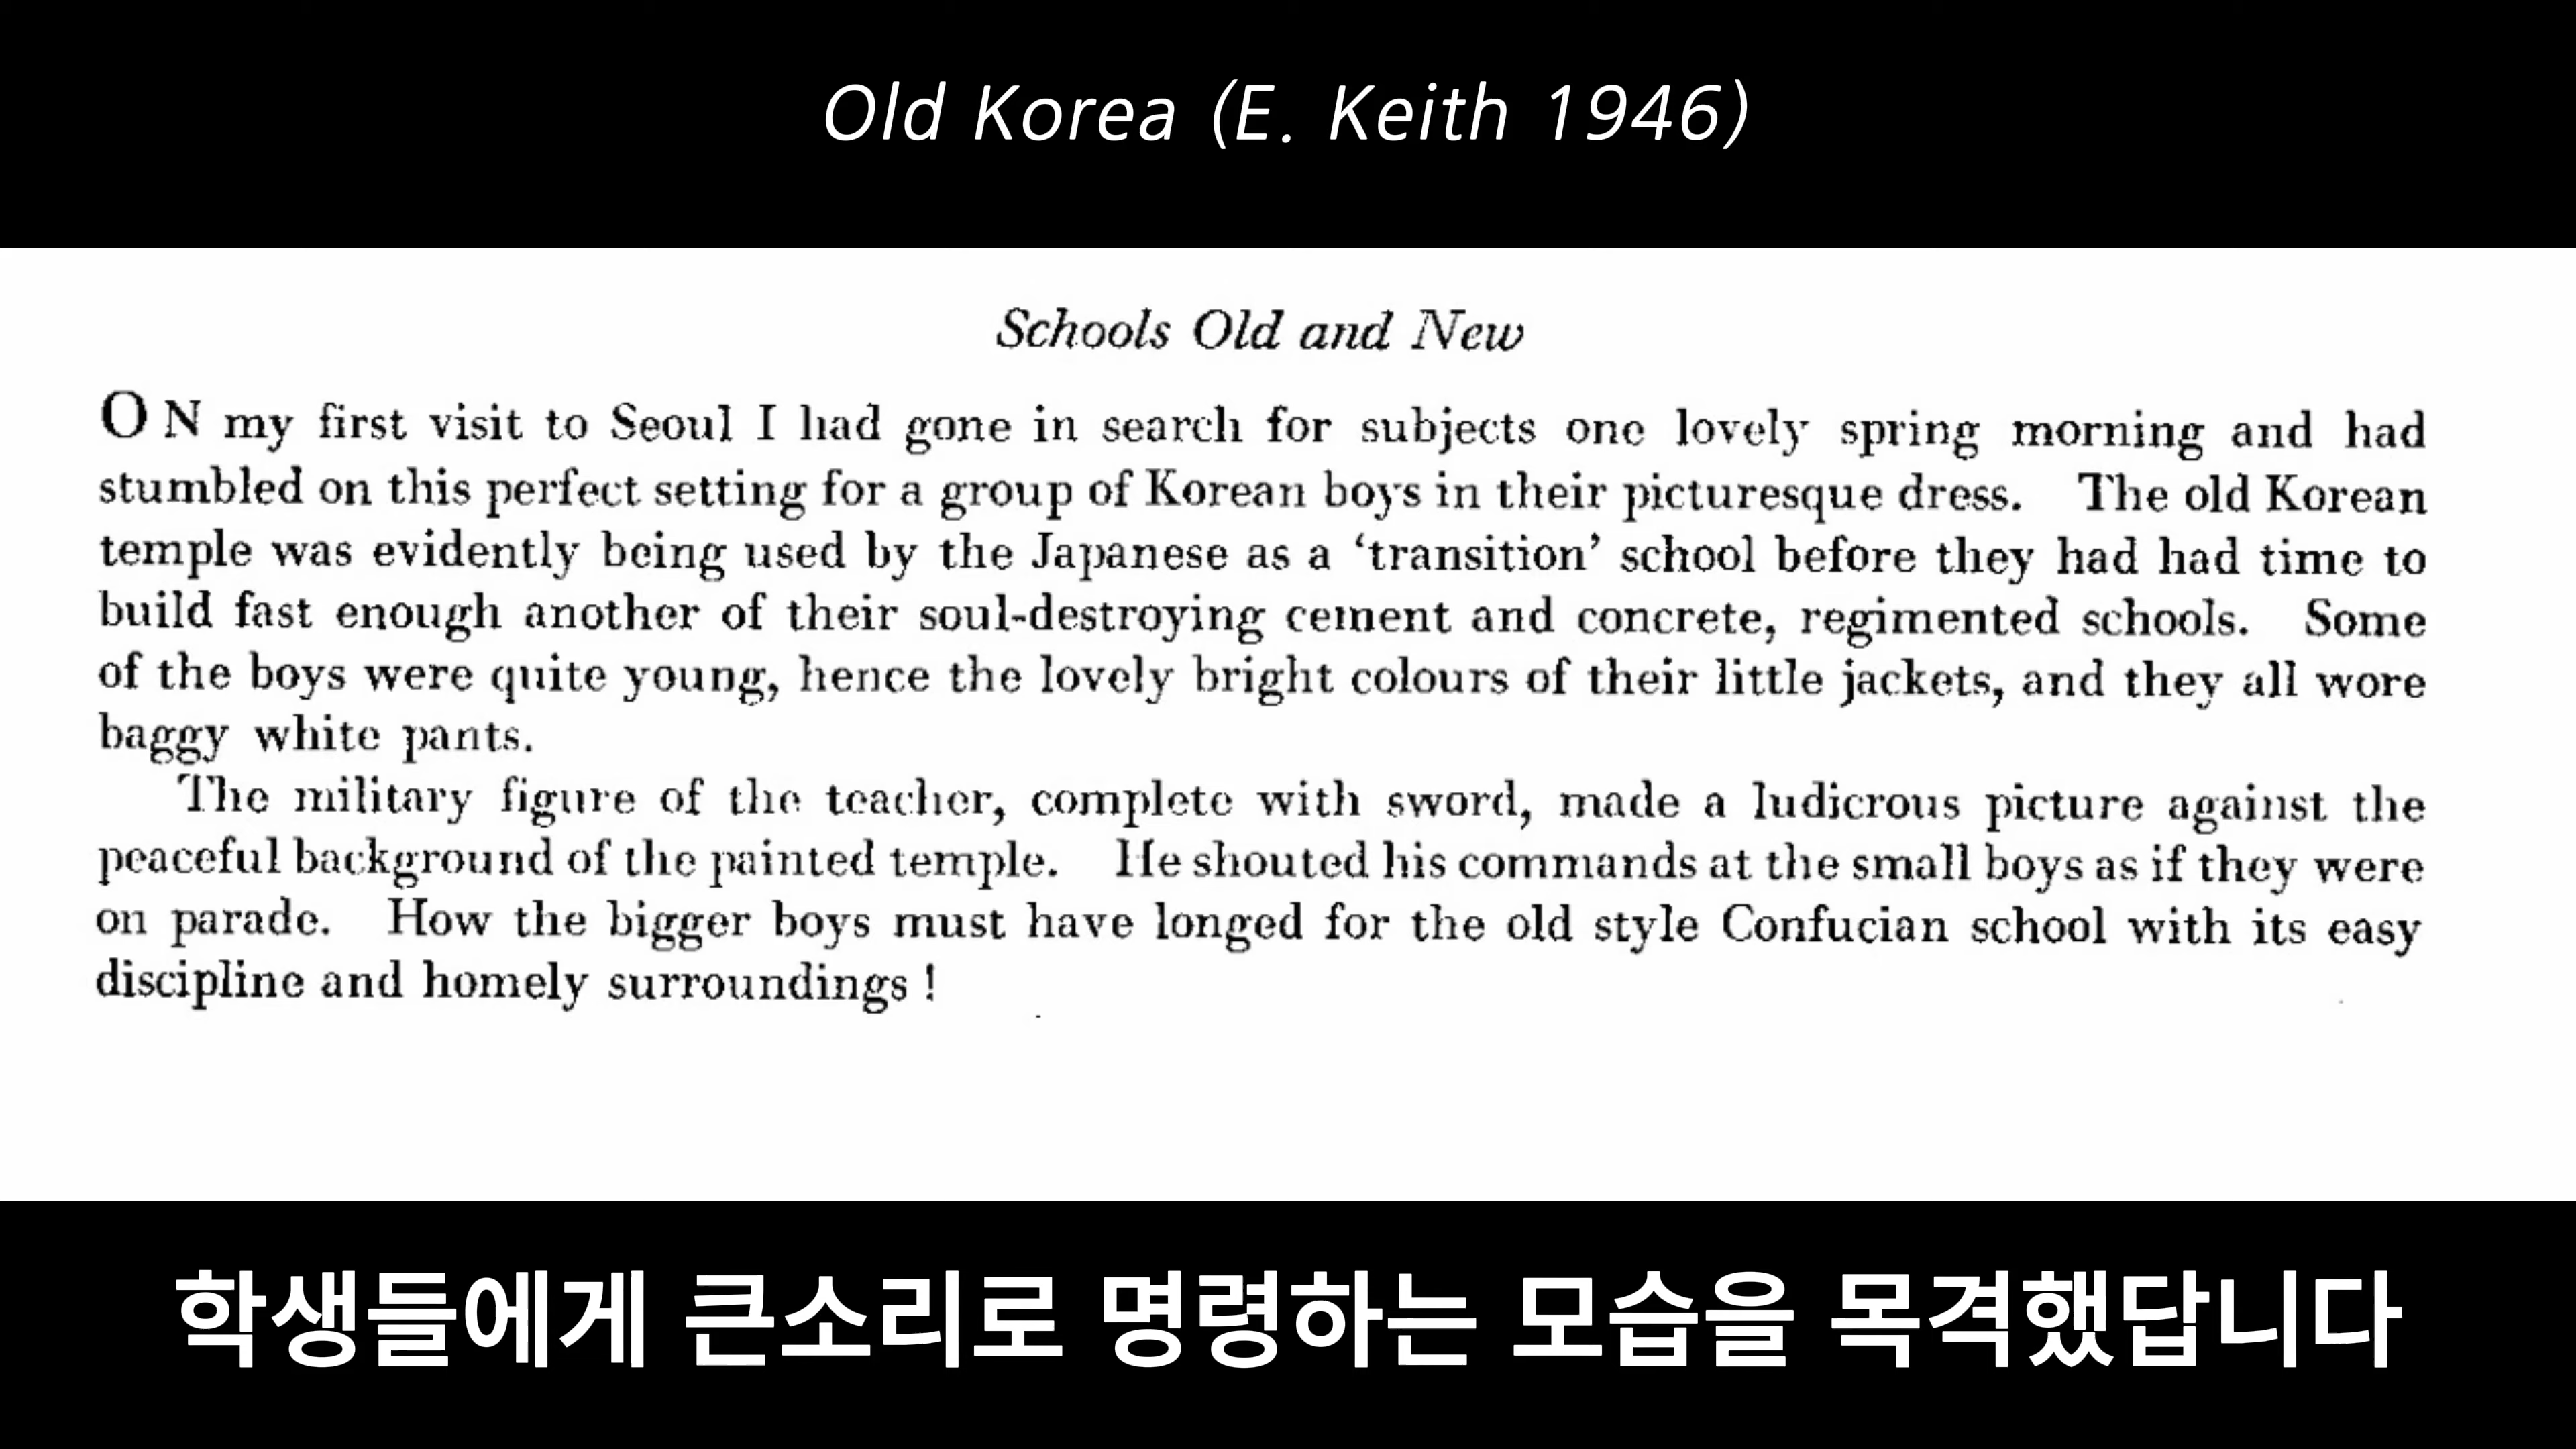 Old Korea (E. Keith 1946)
Schools Old and New
ON my first visit to Seoul I had gone in search for subjects one lovely spring morning and had
stumbled on this perfect setting for a group of Korean boys in their picturesque dress. The old Korean
temple was evidently being used by the Japanese as a ‘transition’ school before they had had time to
build fast enough another of their soul-destroying cement and concrete, regimented schools. Some
of the boys were quite young, hence the lovely bright colours of their little jackets, and they all wore
baggy white pants.
The military figure of the teacher, complete with sword, made a ludicrous picture against the
peaceful background of the painted temple. He shouted his commands at the small boys as if they were
on parade. How the bigger boys must have longed for the old style Confucian school with its easy
discipline and homely surroundings !
학생들에게 큰소리로 명령하는 모습을 목격했답니다